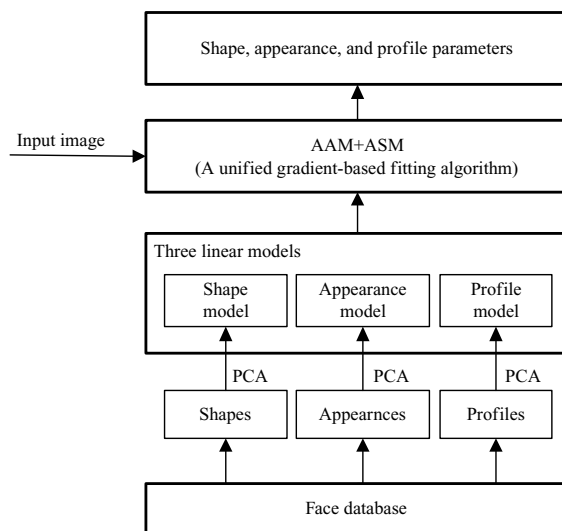 Shape, appearance, and profile parameters
Input image
AAM+ASM
(A unified gradient-based fitting algorithm)
Three linear models
Shape
model
Appearance
model
Profile
model
PCA
PCA
PCA
Shapes
Appearnces
Profiles
Face database